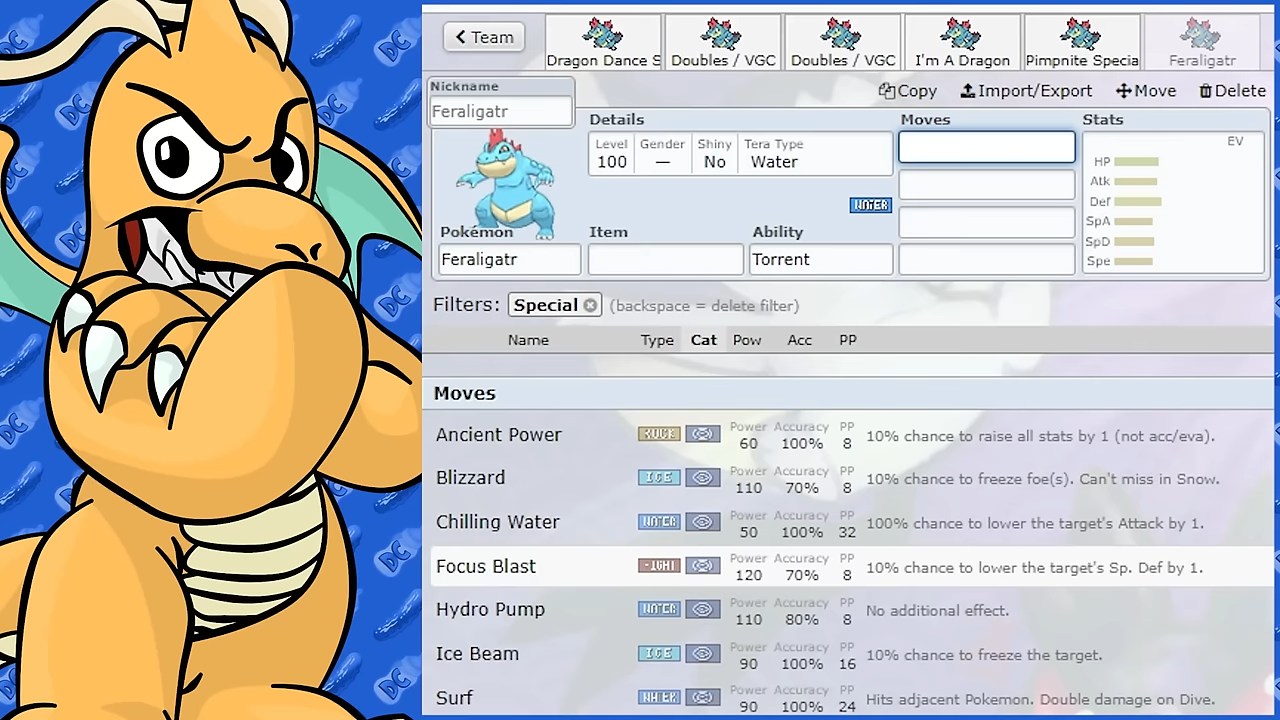 Team
Dragon Dance S
Doubles / VGC
Doubles / VGC
I'm A Dragon
Pimpnite Specia
Feraligatr
Nickname
Feraligatr
Copy
Import/Export
Move
Delete
Details
Moves
Stats
Level
Gender
Shiny
Tera Type
100
—
No
Water
EV
HP
Atk
Def
SpA
SpD
Spe
WATER
Pokémon
Item
Ability
Feraligatr
Torrent
Filters: Special (backspace = delete filter)
Name Type Cat Pow Acc PP
Moves
Ancient Power ROCK Power 60 Accuracy 100% PP 8 10% chance to raise all stats by 1 (not acc/eva).
Blizzard ICE Power 110 Accuracy 70% PP 8 10% chance to freeze foe(s). Can't miss in Snow.
Chilling Water WATER Power 50 Accuracy 100% PP 32 100% chance to lower the target's Attack by 1.
Focus Blast FIGHT Power 120 Accuracy 70% PP 8 10% chance to lower the target's Sp. Def by 1.
Hydro Pump WATER Power 110 Accuracy 80% PP 8 No additional effect.
Ice Beam ICE Power 90 Accuracy 100% PP 16 10% chance to freeze the target.
Surf WATER Power 90 Accuracy 100% PP 24 Hits adjacent Pokemon. Double damage on Dive.
DC
DC
DC
DC
DC
DC